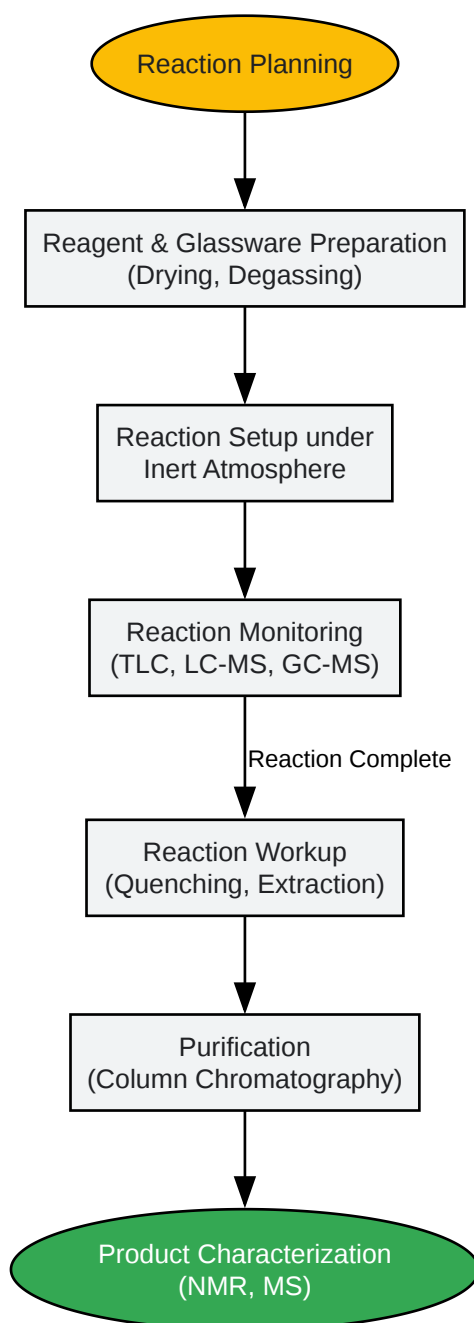 Reaction Planning
Reagent & Glassware Preparation
(Drying, Degassing)
Reaction Setup under
Inert Atmosphere
Reaction Monitoring
(TLC, LC-MS, GC-MS)
Reaction Complete
Reaction Workup
(Quenching, Extraction)
Purification
(Column Chromatography)
Product Characterization
(NMR, MS)